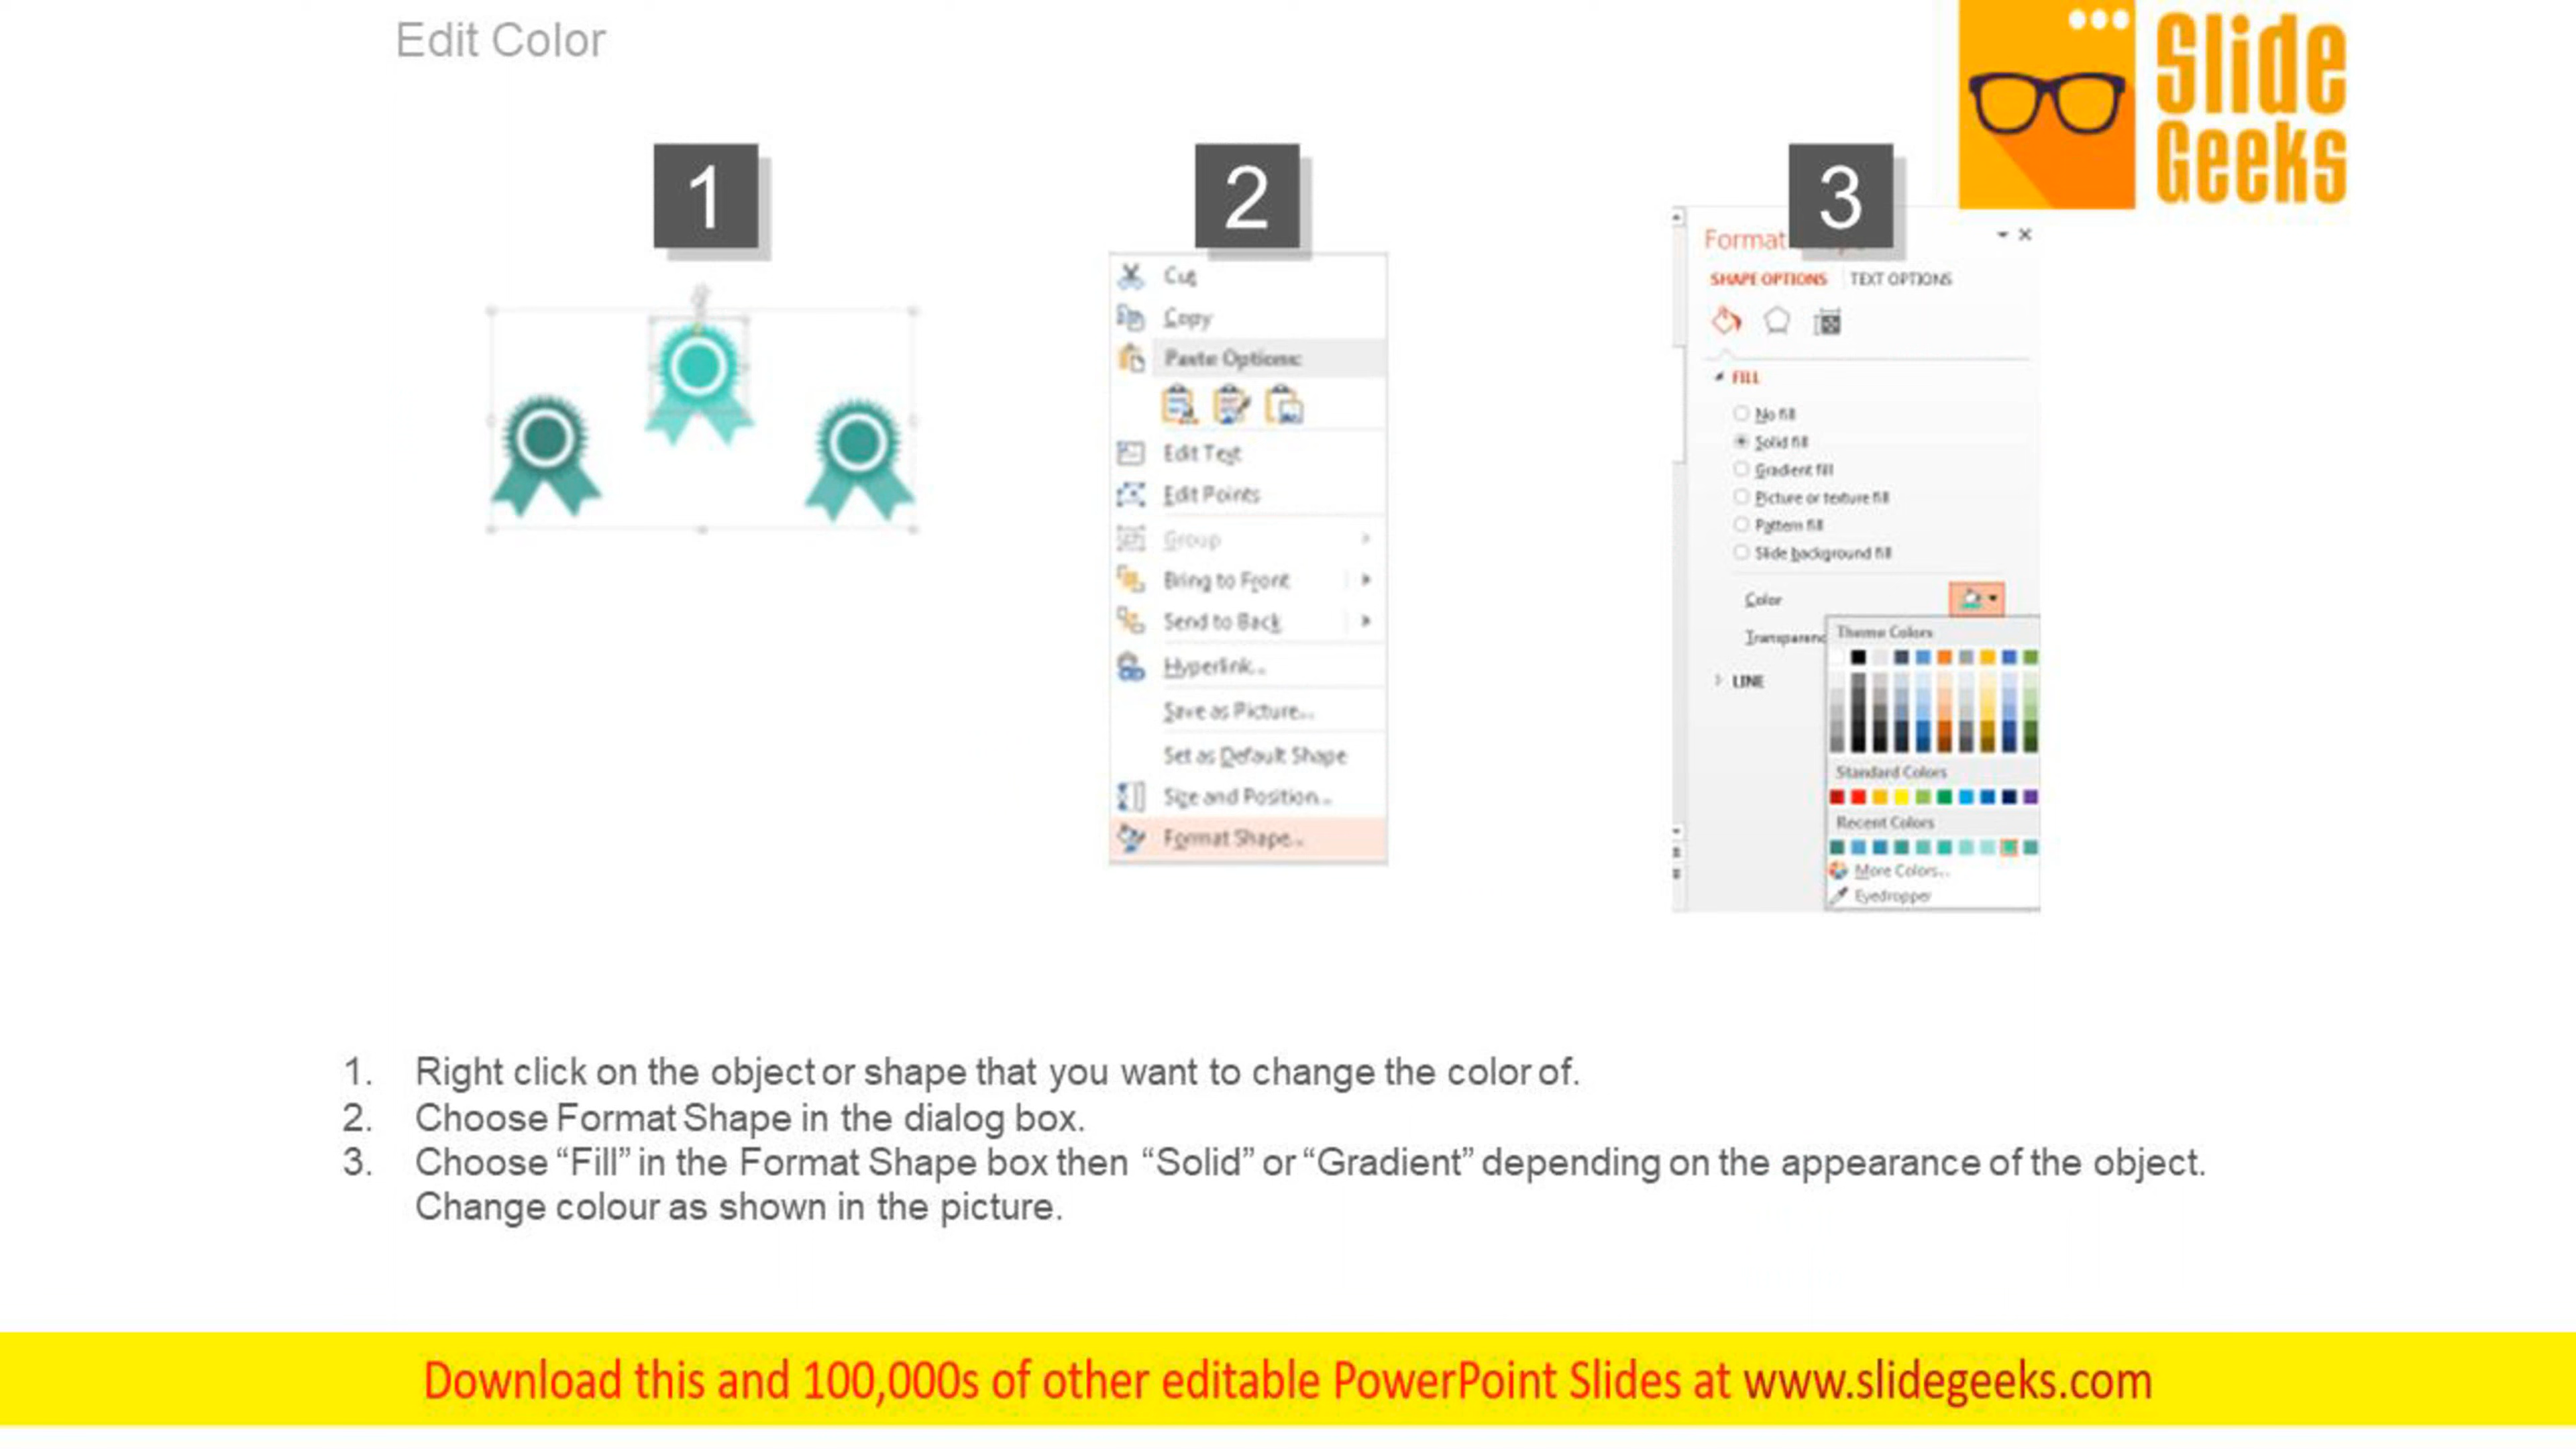 Edit Color
Slide
Geeks
1
2
3
Cut
Copy
Paste Options:
Edit Text
Edit Points
Group
Bring to Front
Send to Back
Hyperlink...
Save as Picture...
Set as Default Shape
Size and Position...
Format Shape...
Format
SHAPE OPTIONS TEXT OPTIONS
FILL
No fill
Solid fill
Gradient fill
Picture or texture fill
Pattern fill
Slide background fill
Color
Transparenc
LINE
Theme Colors
Standard Colors
Recent Colors
More Colors...
Eyedropper
1. Right click on the object or shape that you want to change the color of.
2. Choose Format Shape in the dialog box.
3. Choose “Fill” in the Format Shape box then “Solid” or “Gradient” depending on the appearance of the object.
Change colour as shown in the picture.
Download this and 100,000s of other editable PowerPoint Slides at www.slidegeeks.com